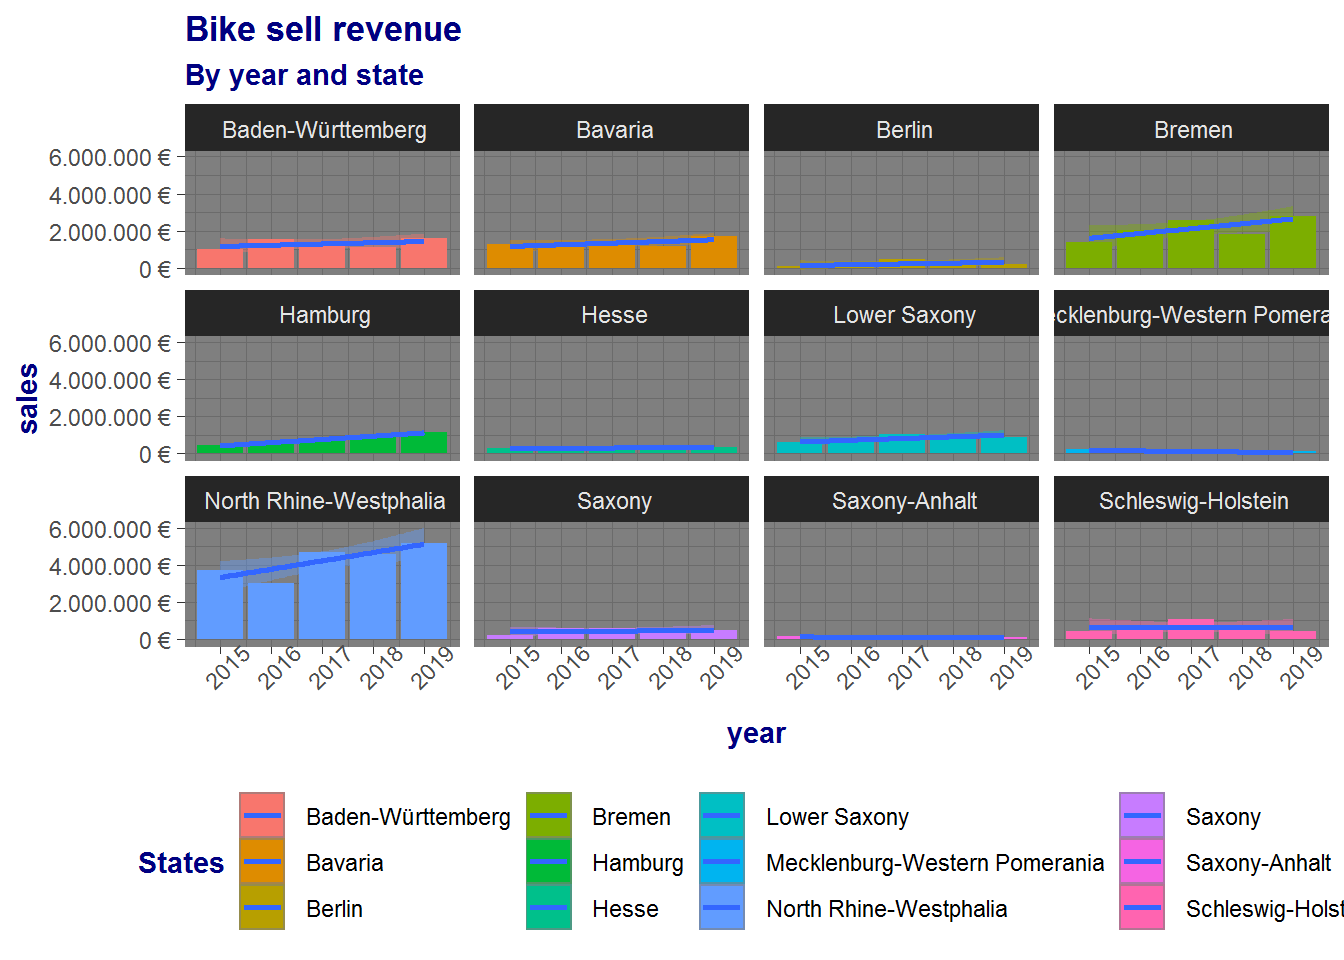 Bike sell revenue
By year and state
Baden-Württemberg Bavaria Berlin Bremen
6.000.000 €
4.000.000 €
2.000.000 €
0 €
Hamburg Hesse Lower Saxony ecklenburg-Western Pomera
6.000.000 €
4.000.000 €
2.000.000 €
0 €
sales
North Rhine-Westphalia Saxony Saxony-Anhalt Schleswig-Holstein
6.000.000 €
4.000.000 €
2.000.000 €
0 €
2015 2016 2017 2018 2019 2015 2016 2017 2018 2019 2015 2016 2017 2018 2019 2015 2016 2017 2018 2019
year
States
Baden-Württemberg Bremen Lower Saxony Saxony
Bavaria Hamburg Mecklenburg-Western Pomerania Saxony-Anhalt
Berlin Hesse North Rhine-Westphalia Schleswig-Holst